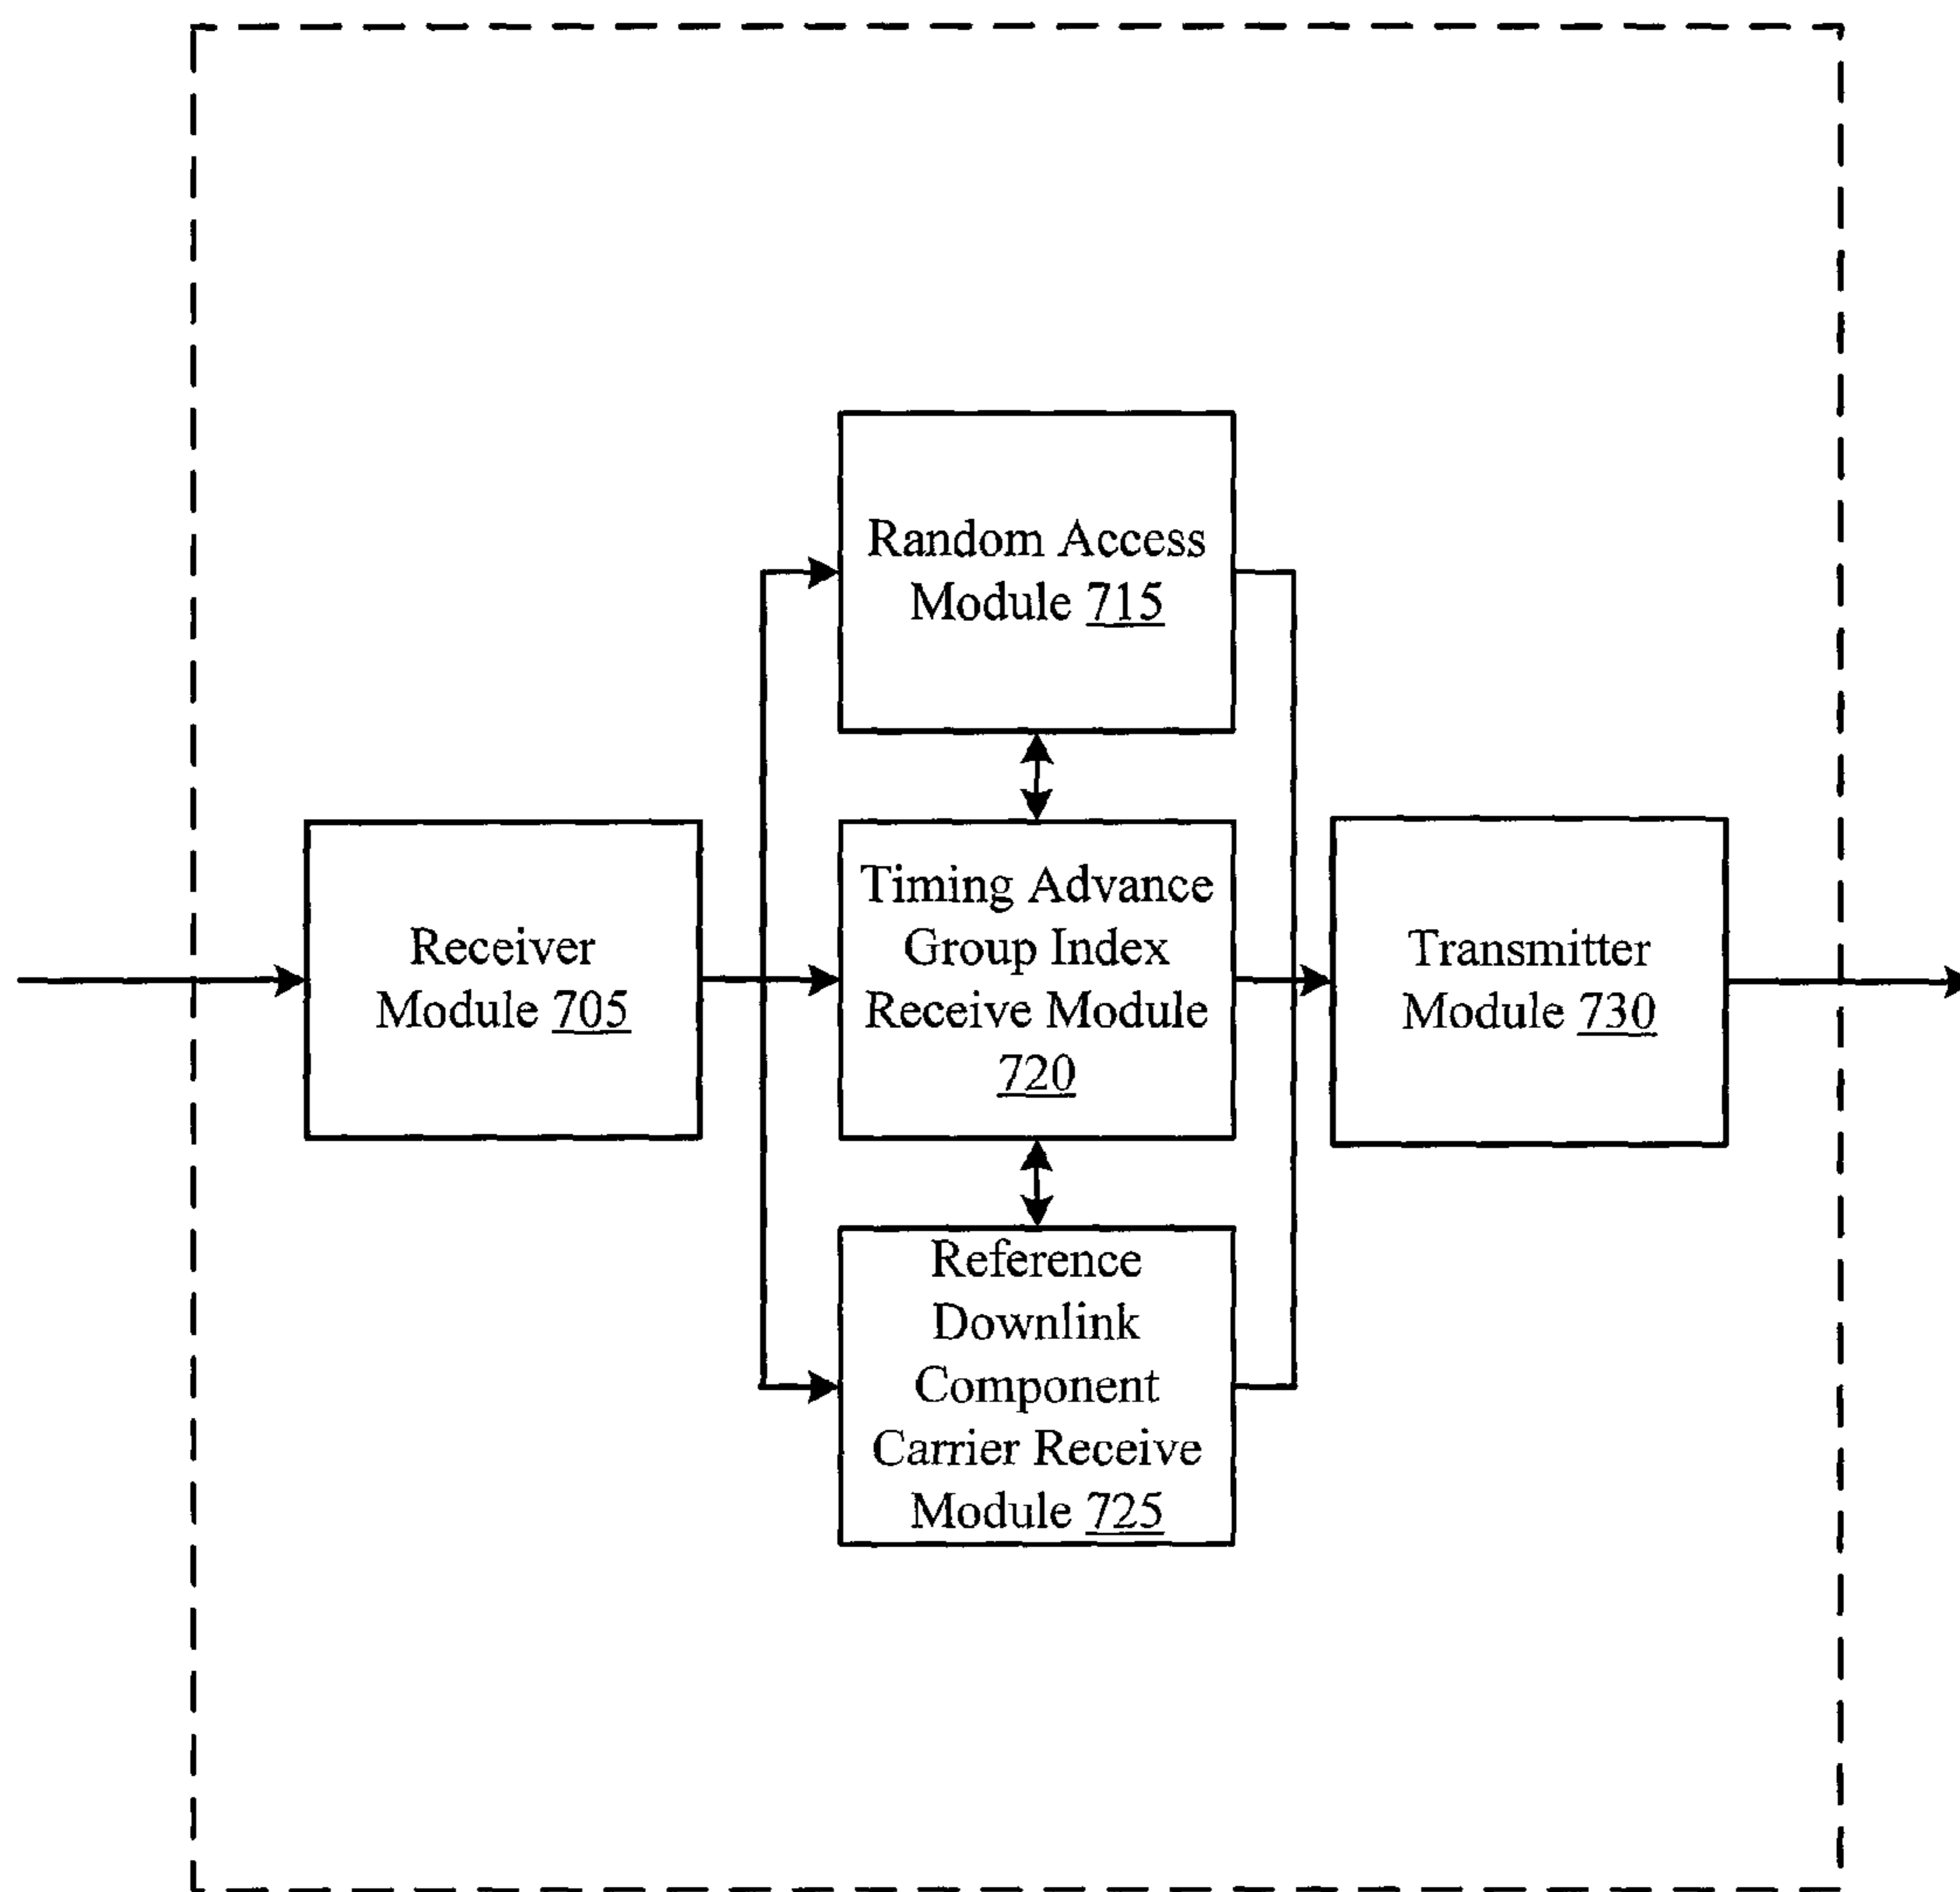 Random Access
Module 715
Receiver
Module 705
Timing Advance
Group Index
Receive Module
720
Transmitter
Module 730
Reference
Downlink
Component
Carrier Receive
Module 725